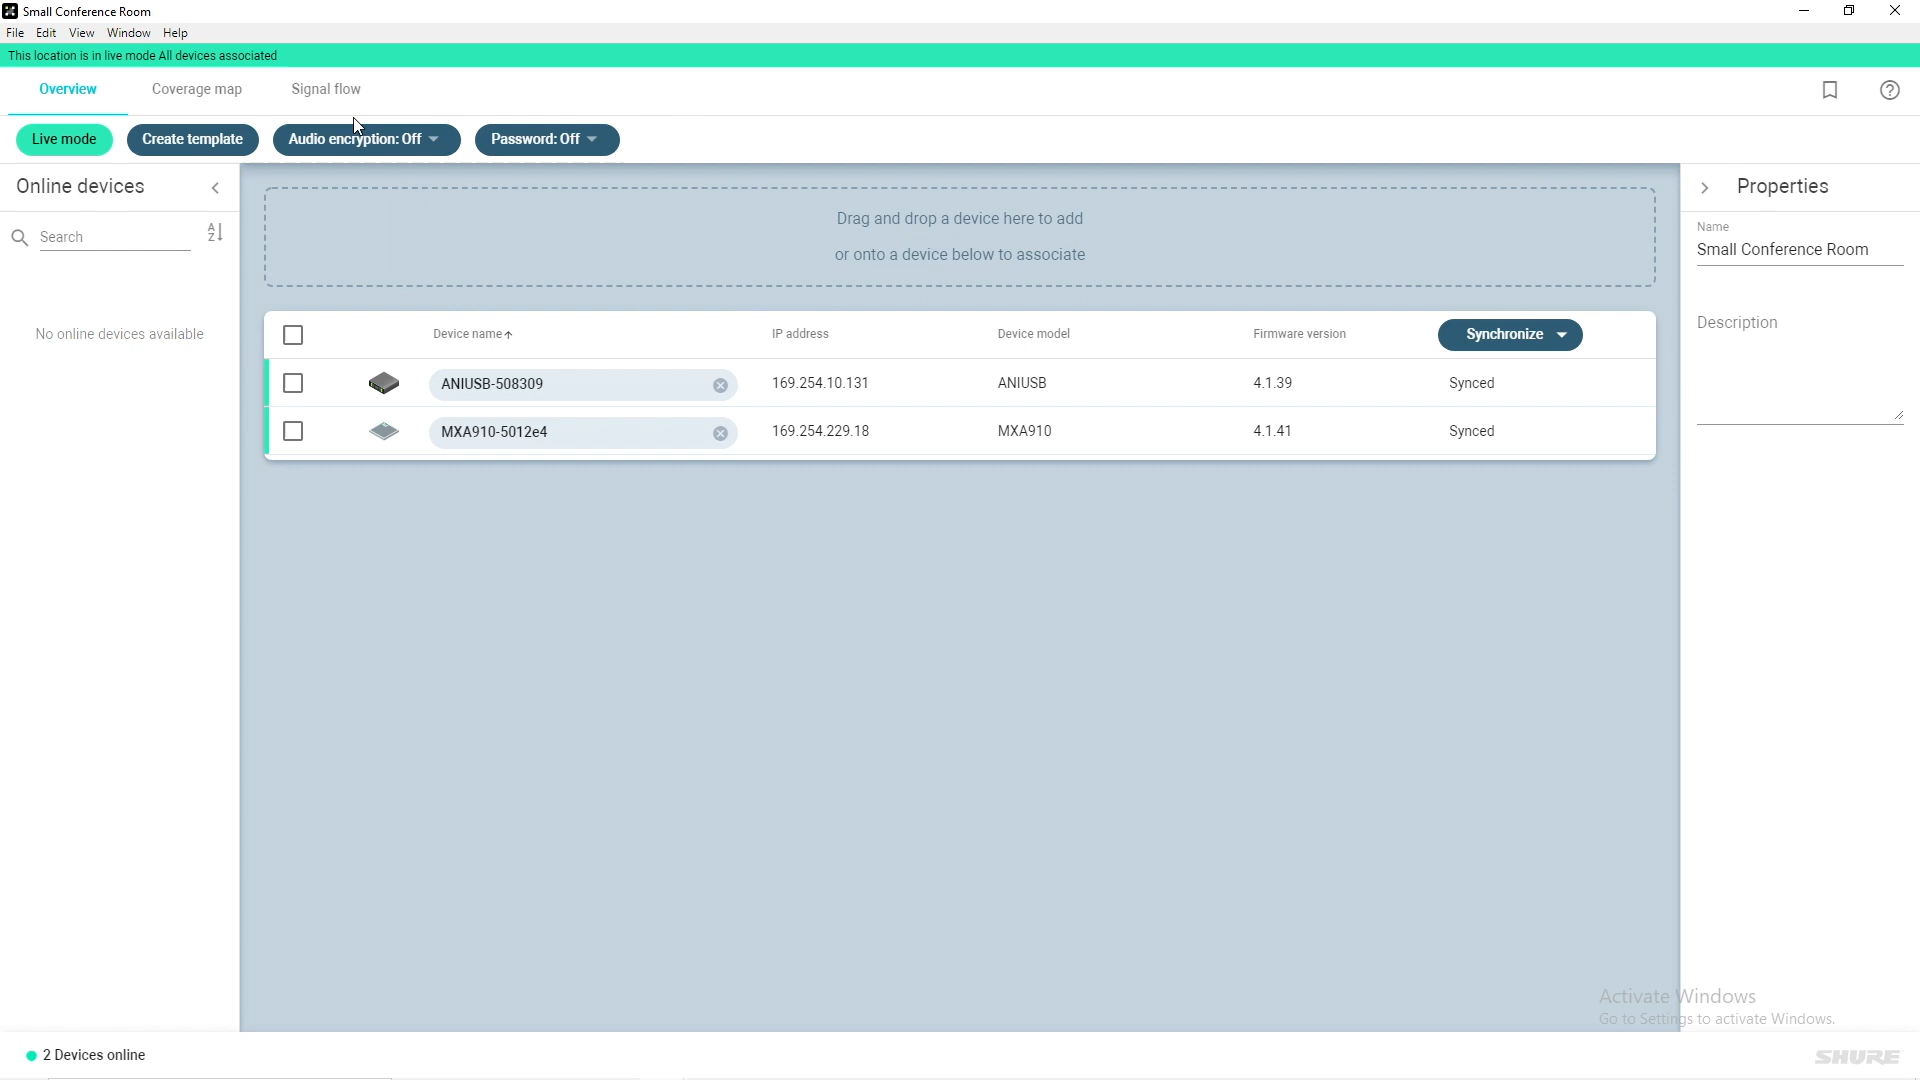 Small Conference Room
File Edit View Window Help
This location is in live mode All devices associated
Overview Coverage map Signal flow
Live mode Create template Audio encryption: Off Password: Off
Online devices
Search
No online devices available
Drag and drop a device here to add
or onto a device below to associate
Device name IP address Device model Firmware version Synchronize
ANIUSB-508309 169.254.10.131 ANIUSB 4.1.39 Synced
MXA910-5012e4 169.254.229.18 MXA910 4.1.41 Synced
Properties
Name
Small Conference Room
Description
Activate Windows
Go to Settings to activate Windows.
2 Devices online
SHURE